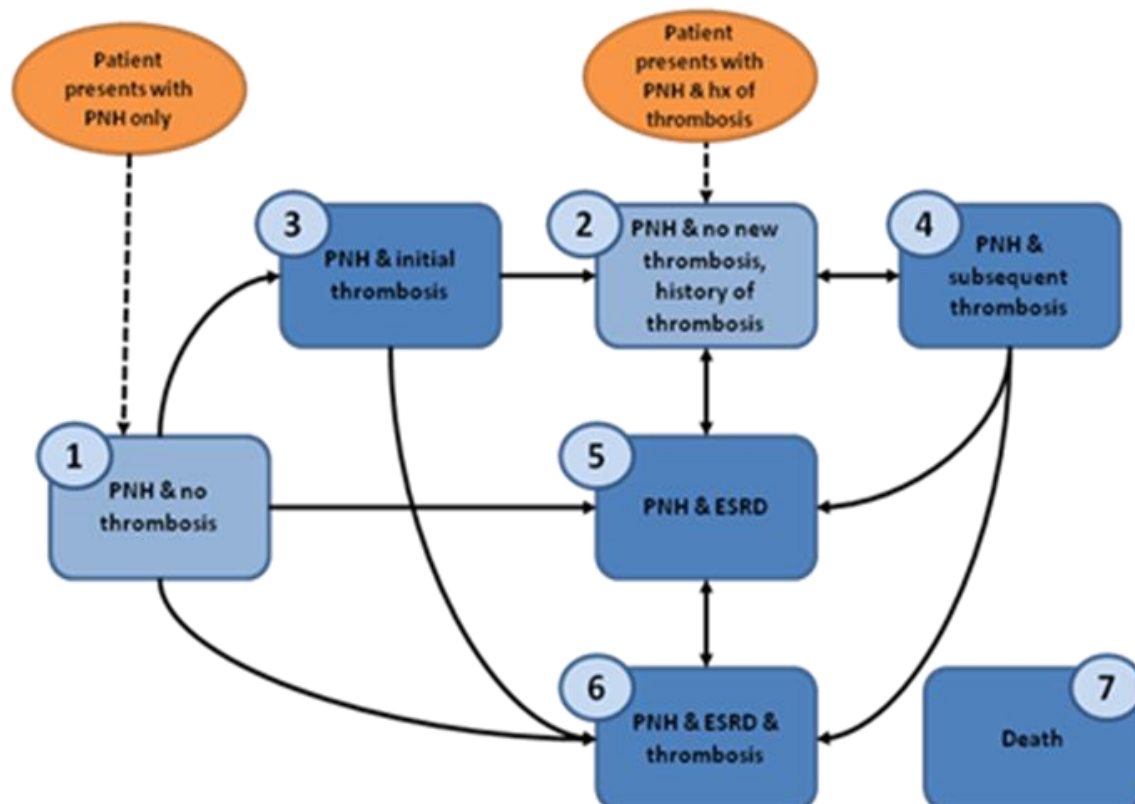 Patient
presents with
PNH only
Patient
presents with
PNH & hx of
thrombosis
3
PNH & initial
thrombosis
2
PNH & no new
thrombosis,
history of
thrombosis
4
PNH &
subsequent
thrombosis
1
PNH & no
thrombosis
5
PNH & ESRD
6
PNH & ESRD &
thrombosis
7
Death